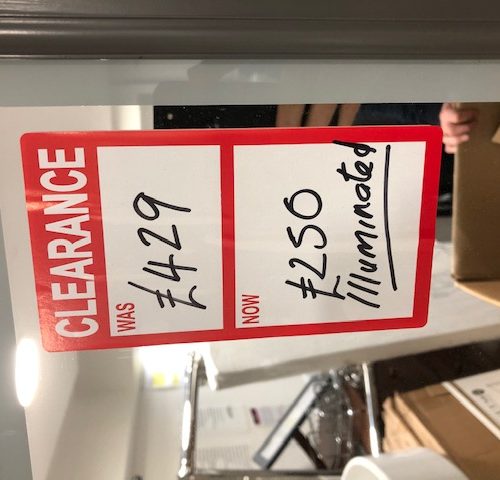 CLEARANCE
WAS
£429
NOW
£250
Illuminated